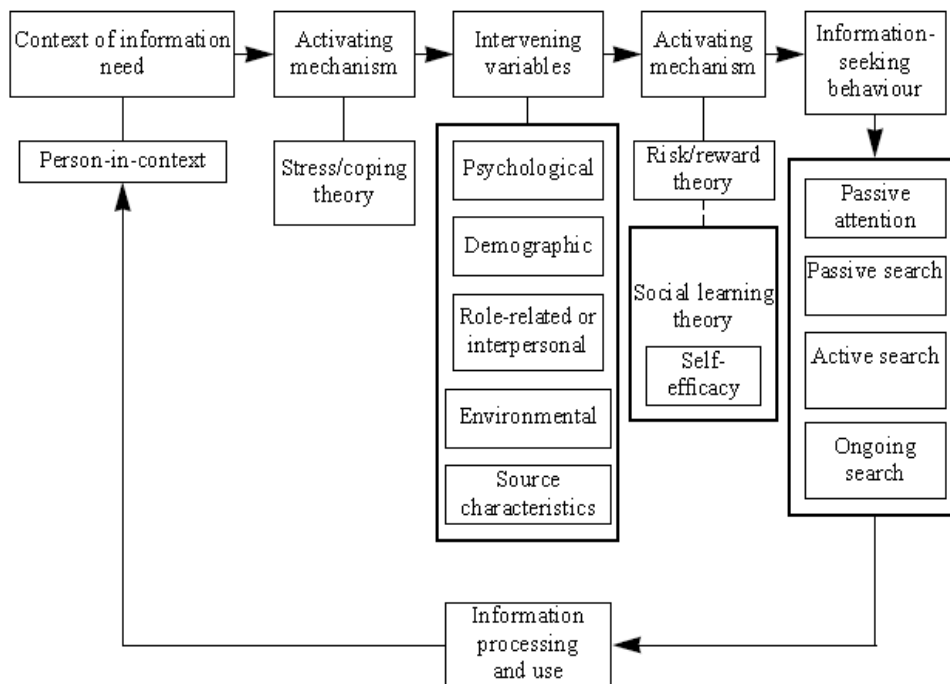 Context of information
need
Activating
mechanism
Intervening
variables
Activating
mechanism
Information-
seeking
behaviour
Person-in-context
Stress/coping
theory
Psychological
Demographic
Role-related or
interpersonal
Environmental
Source
characteristics
Risk/reward
theory
Social learning
theory
Self-
efficacy
Passive
attention
Passive search
Active search
Ongoing
search
Information
processing
and use